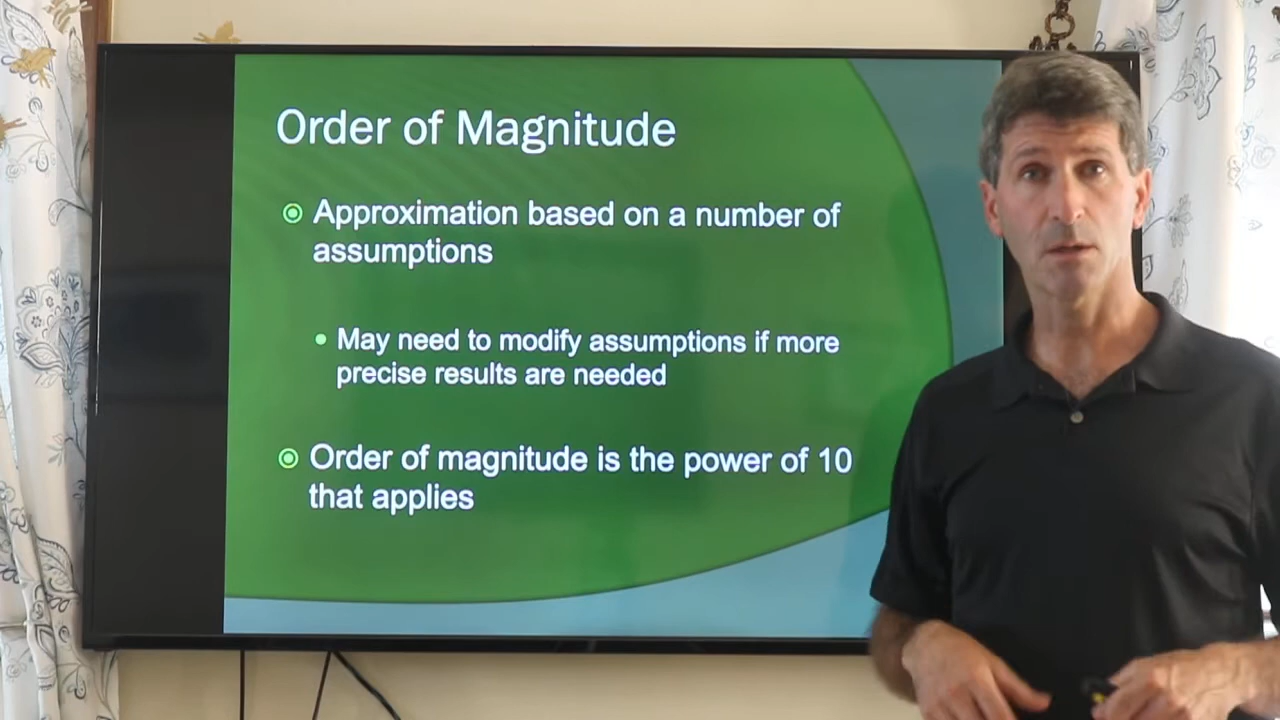 Order of Magnitude
Approximation based on a number of
assumptions
May need to modify assumptions if more
precise results are needed
Order of magnitude is the power of 10
that applies